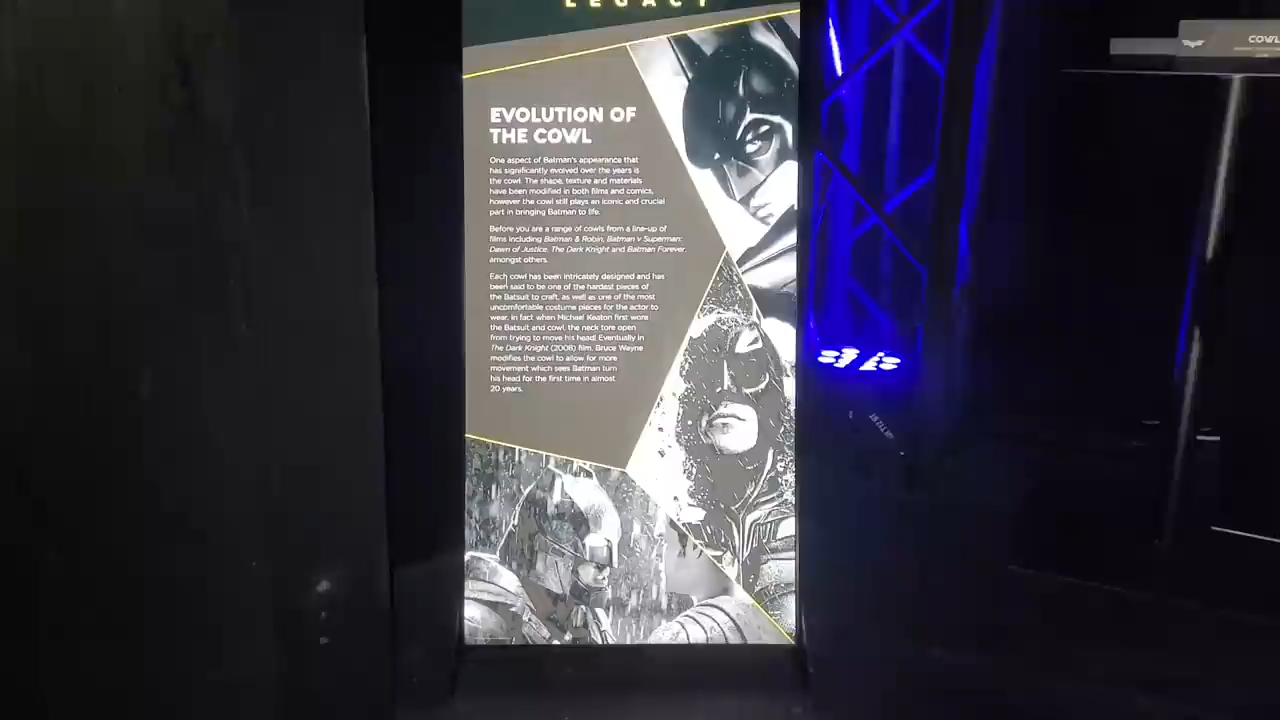 LEGACY
COWL
EVOLUTION OF
THE COWL
One aspect of Batman's appearance that
has significantly evolved over the years is
the cowl. The shape, texture and materials
have been modified in both films and comics,
however the cowl still plays an iconic and crucial
part in bringing Batman to life.
Before you are a range of cowls from a line-up of
films including Batman & Robin, Batman v Superman:
Dawn of Justice, The Dark Knight and Batman Forever,
amongst others.
Each cowl has been intricately designed and has
been said to be one of the hardest pieces of
the Batsuit to craft, as well as one of the most
uncomfortable costume pieces for the actor to
wear, in fact when Michael Keaton first wore
the Batsuit and cowl, the neck tore open
from trying to move his head! Eventually in
The Dark Knight (2008) film, Bruce Wayne
modifies the cowl to allow for more
movement which sees Batman turn
his head for the first time in almost
20 years.